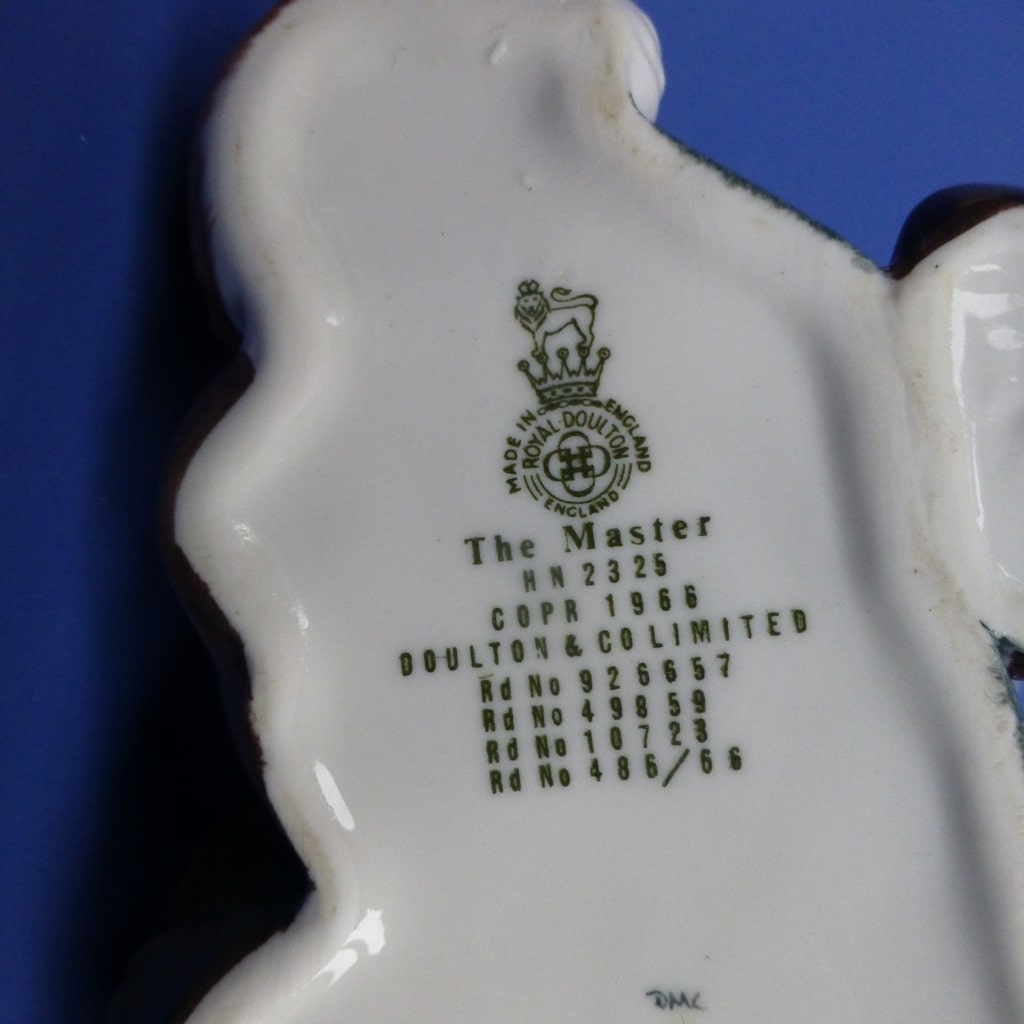 MADE IN ENGLAND
ROYAL·DOULTON
ENGLAND
The Master
HN 2325
COPR 1966
DOULTON & CO LIMITED
Rd No 926657
Rd No 49859
Rd No 10723
Rd No 486/66
DMC